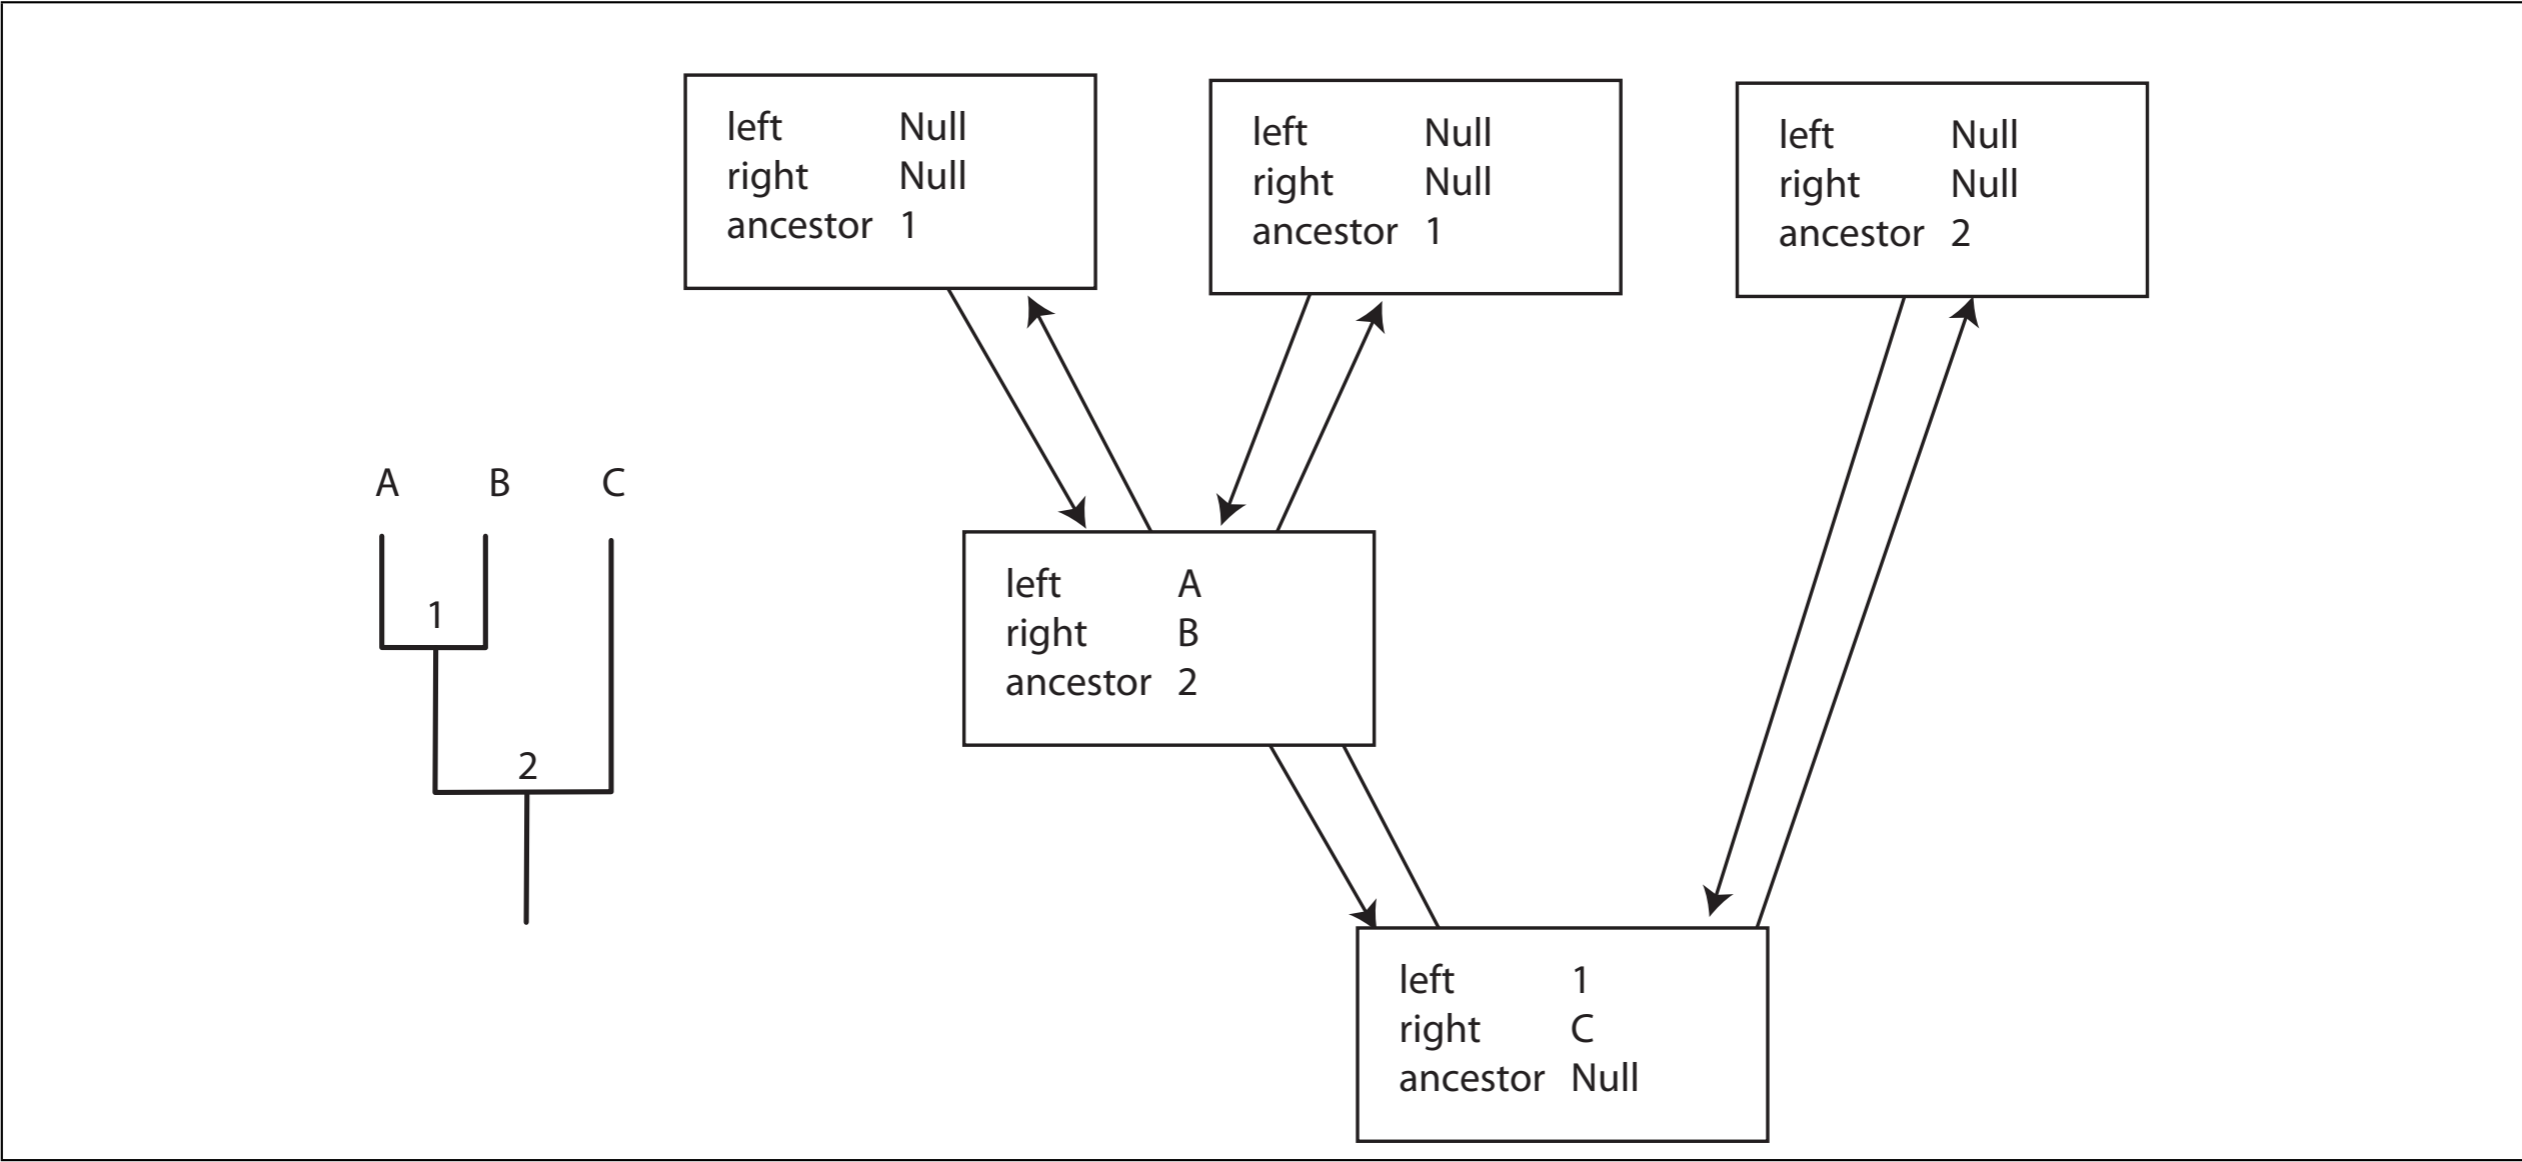 left Null
right Null
ancestor 1
left Null
right Null
ancestor 1
left Null
right Null
ancestor 2
A B C
1
2
left A
right B
ancestor 2
left 1
right C
ancestor Null